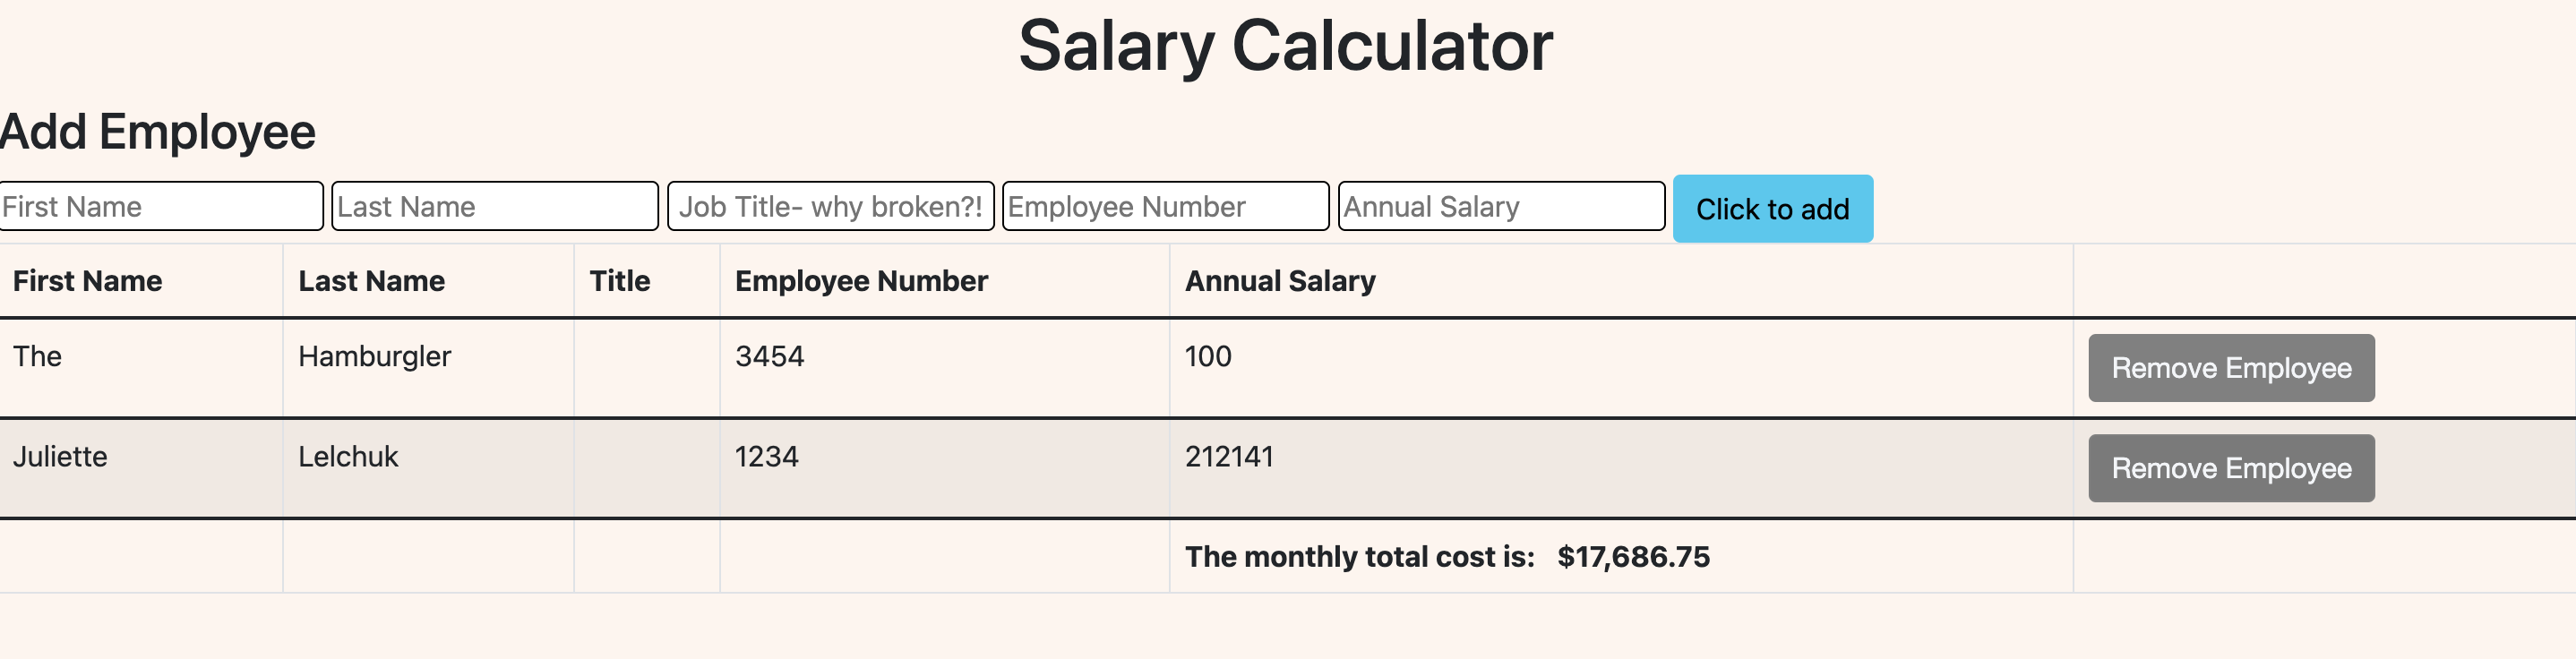 Salary Calculator
Add Employee
First Name Last Name Job Title- why broken?! Employee Number Annual Salary Click to add
First Name Last Name Title Employee Number Annual Salary
The Hamburgler 3454 100 Remove Employee
Juliette Lelchuk 1234 212141 Remove Employee
The monthly total cost is: $17,686.75